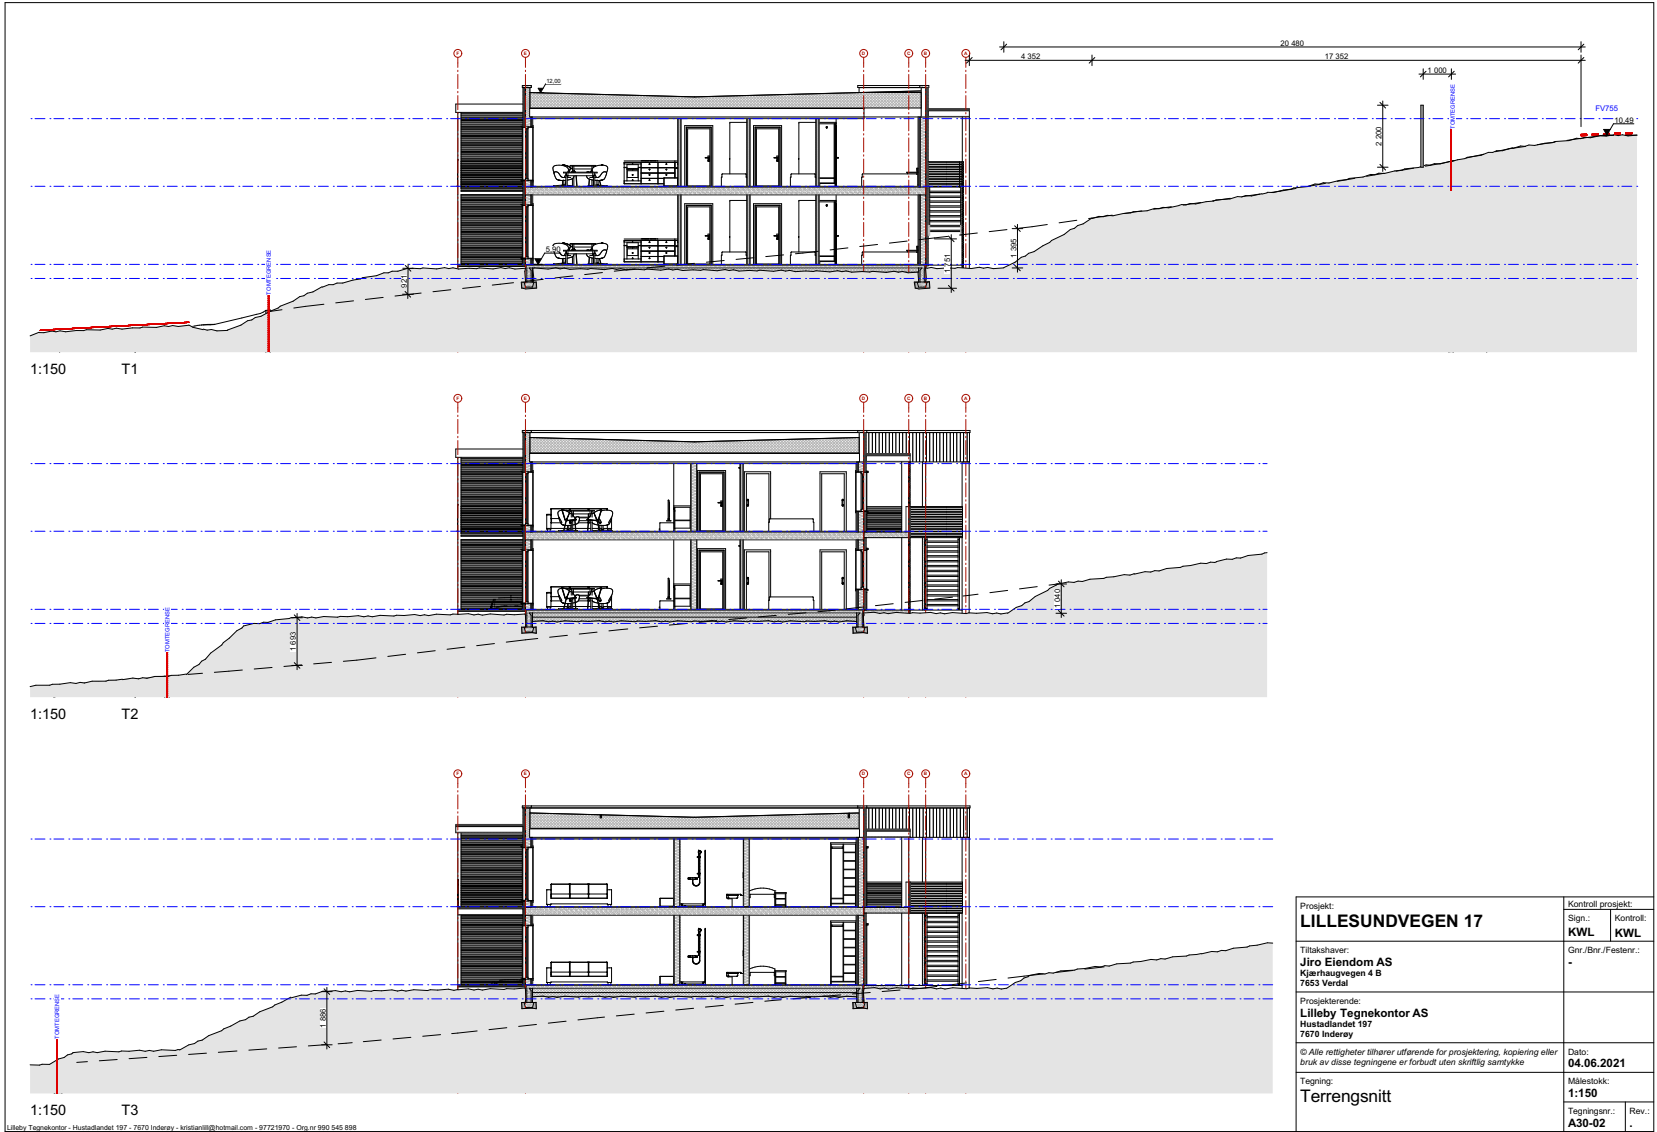 F
E
D
C
B
A
20 480
4 352
17 352
1 000
12,00
TOMTEGRENSE
FV755
10,49
2 200
5,90
1 395
1 751
TOMTEGRENSE
921
1:150 T1
F
E
D
C
B
A
TOMTEGRENSE
1 693
1 040
1:150 T2
F
E
D
C
B
A
TOMTEGRENSE
1 886
1:150 T3
Prosjekt:
LILLESUNDVEGEN 17
Kontroll prosjekt:
Sign.: Kontroll:
KWL KWL
Tiltakshaver:
Jiro Eiendom AS
Kjærhaugvegen 4 B
7653 Verdal
Gnr./Bnr./Festenr.:
-
Prosjekterende:
Lilleby Tegnekontor AS
Hustadlandet 197
7670 Inderøy
© Alle rettigheter tilhører utførende for prosjektering, kopiering eller
bruk av disse tegningene er forbudt uten skriftlig samtykke
Dato:
04.06.2021
Tegning:
Terrengsnitt
Målestokk:
1:150
Tegningsnr.: Rev.:
A30-02 .
Lilleby Tegnekontor - Hustadlandet 197 - 7670 Inderøy - kristianlil@hotmail.com - 97721970 - Org.nr 990 545 898